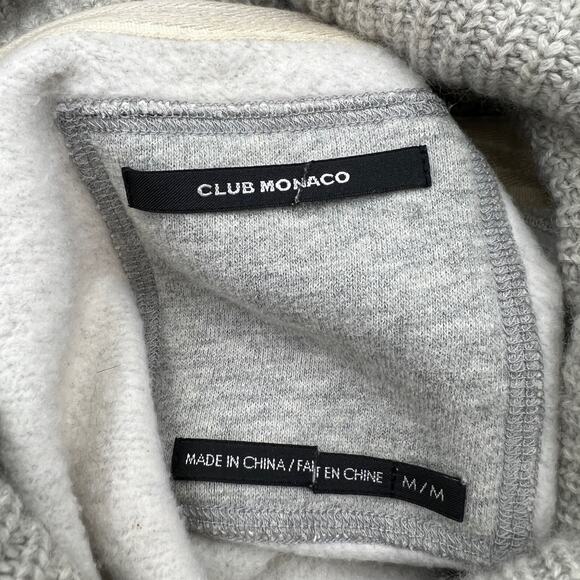 CLUB MONACO
MADE IN CHINA / FAIT EN CHINE M / M